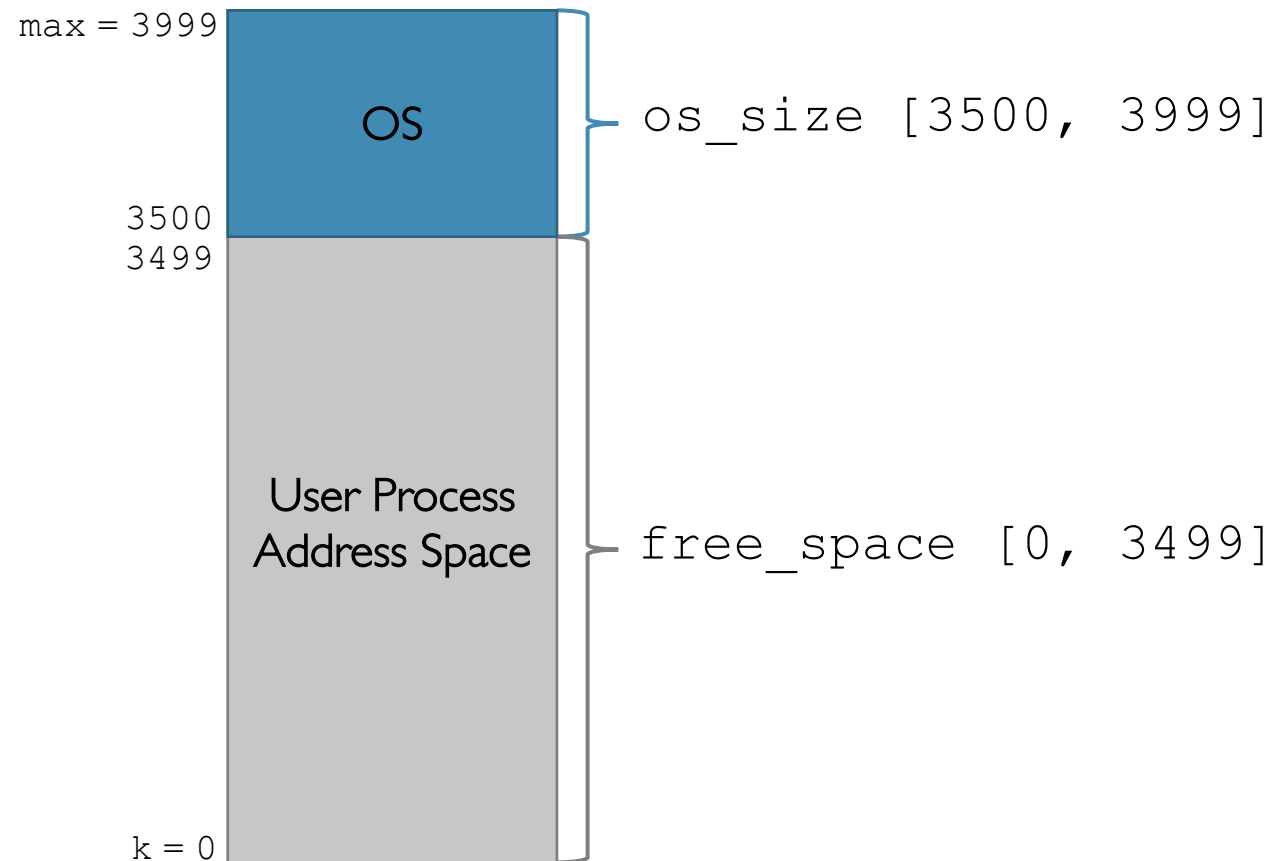 max = 3999
OS
os_size [3500, 3999]
3500
3499
User Process
Address Space
free_space [0, 3499]
k = 0